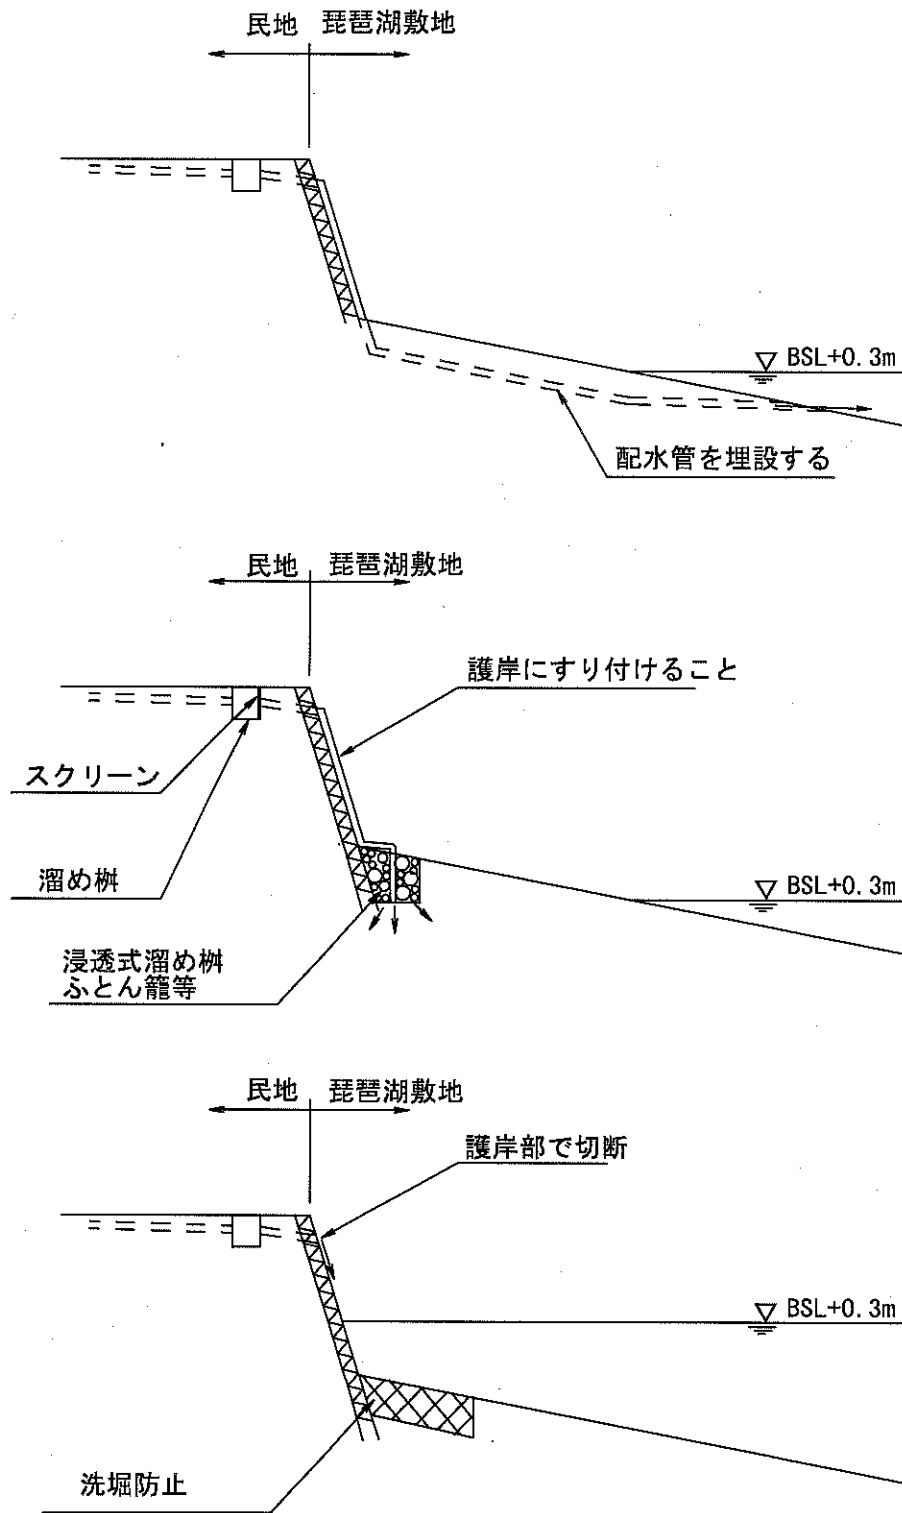 民地 琵琶湖敷地
BSL+0.3m
配水管を埋設する
民地 琵琶湖敷地
護岸にすり付けること
スクリーン
溜め桝
BSL+0.3m
浸透式溜め桝
ふとん籠等
民地 琵琶湖敷地
護岸部で切断
BSL+0.3m
洗堀防止